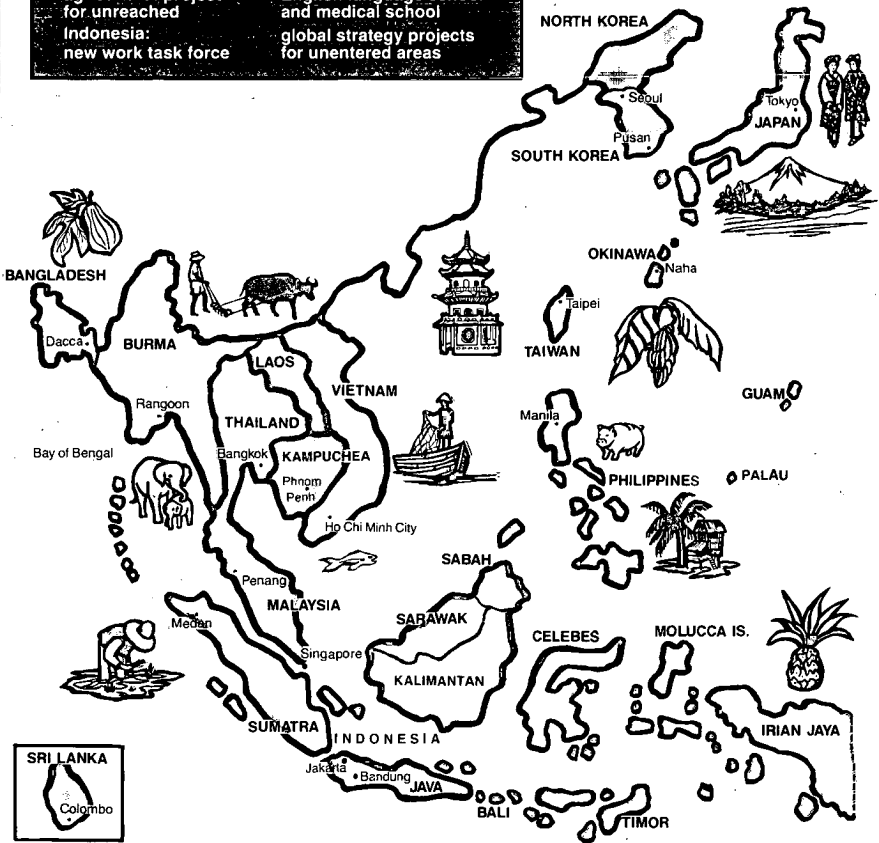 for unreached
Indonesia:
new work task force
and medical school
global strategy projects
for unentered areas
NORTH KOREA
Seoul
Pusan
SOUTH KOREA
Tokyo
JAPAN
OKINAWA
Naha
BANGLADESH
Dacca
BURMA
Taipei
TAIWAN
LAOS
VIETNAM
GUAM
Rangoon
THAILAND
Manila
Bay of Bengal
Bangkok
KAMPUCHEA
Phnom
Penh
PHILIPPINES
PALAU
Ho Chi Minh City
SABAH
Penang
MALAYSIA
Medan
SARAWAK
CELEBES
MOLUCCA IS.
Singapore
KALIMANTAN
SUMATRA
INDONESIA
IRIAN JAYA
SRI LANKA
Colombo
Jakarta
Bandung
JAVA
BALI
TIMOR